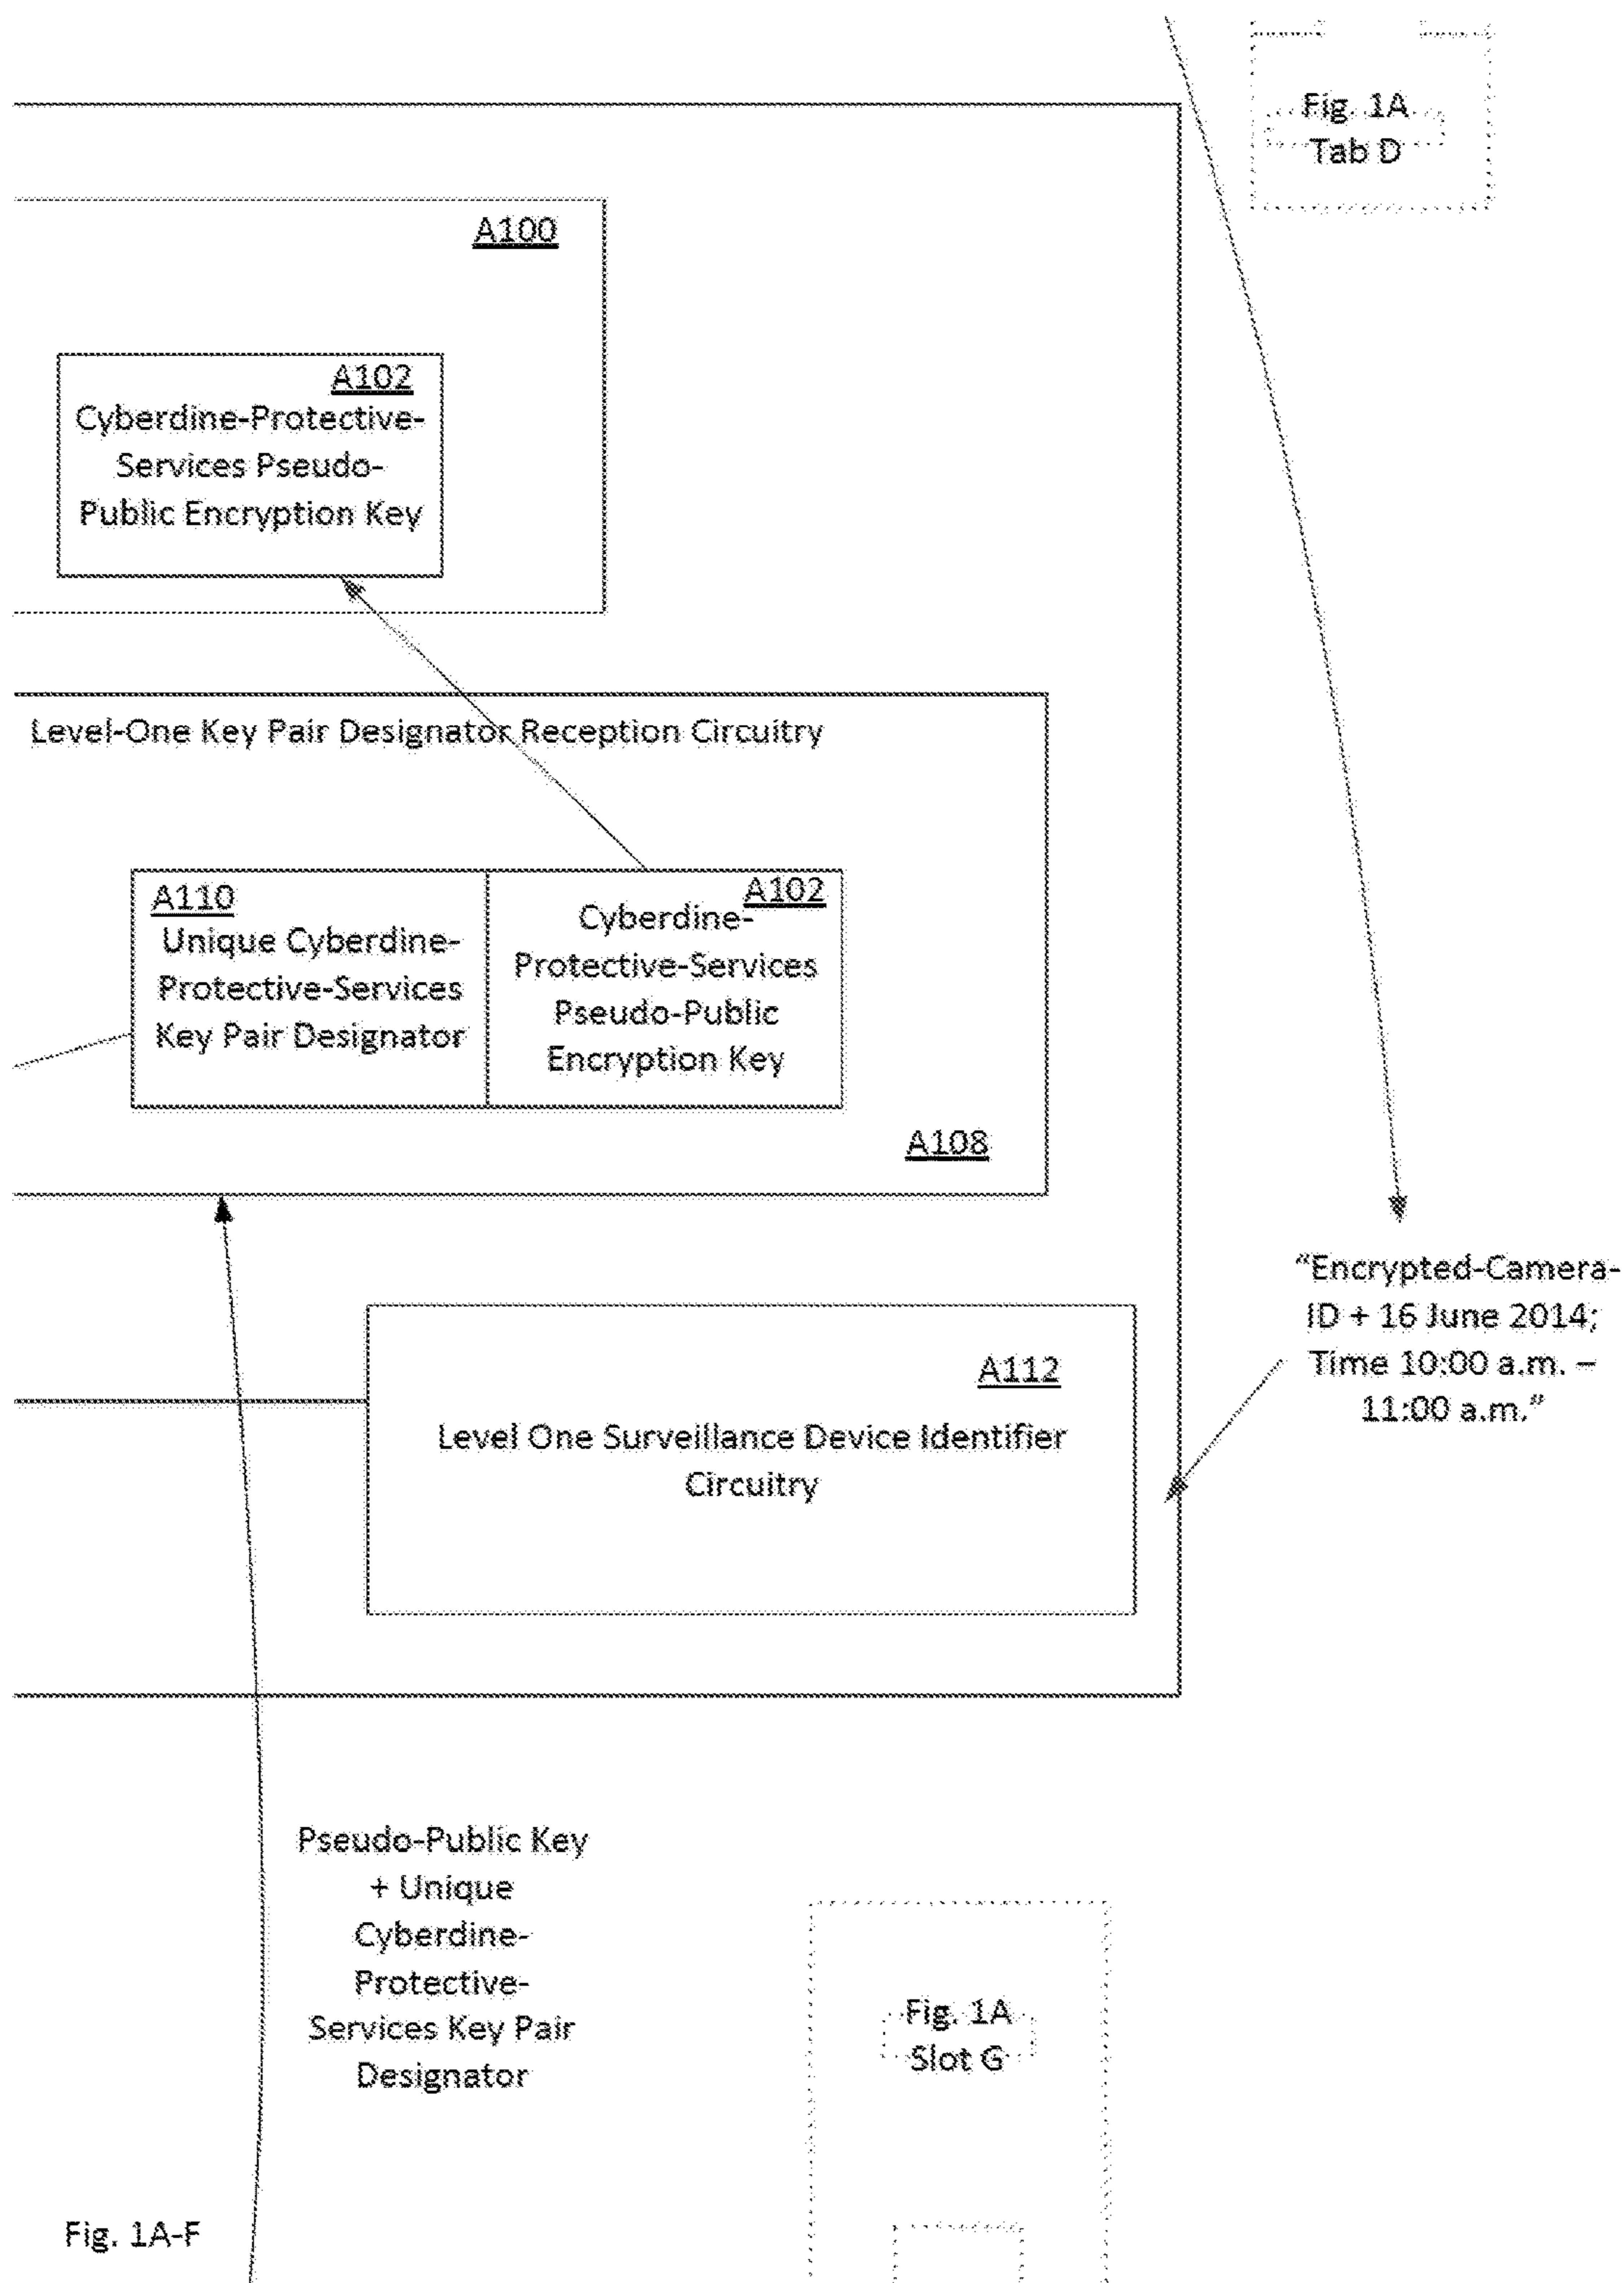 Fig. 1A
Tab D
A100
A102
Cyberdine-Protective-
Services Pseudo-
Public Encryption Key
Level-One Key Pair Designator Reception Circuitry
A110
Unique Cyberdine-
Protective-Services
Key Pair Designator
A102
Cyberdine-
Protective-Services
Pseudo-Public
Encryption Key
A108
“Encrypted-Camera-
ID + 16 June 2014;
Time 10:00 a.m. –
11:00 a.m.”
A112
Level One Surveillance Device Identifier
Circuitry
Pseudo-Public Key
+ Unique
Cyberdine-
Protective-
Services Key Pair
Designator
Fig. 1A
Slot G
Fig. 1A-F